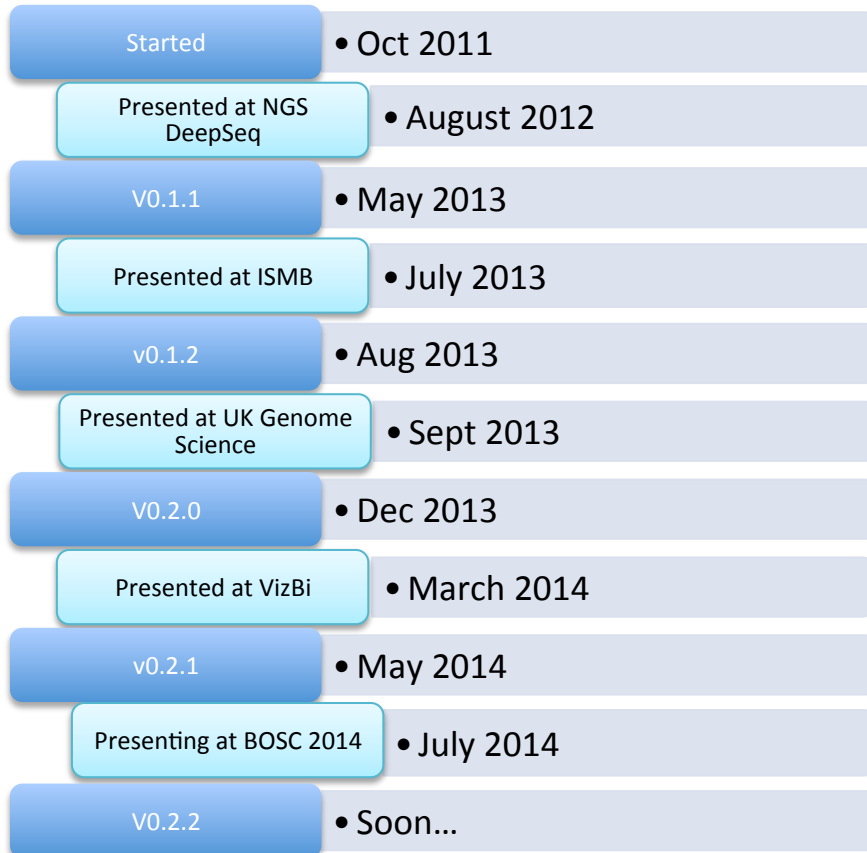 Started
• Oct 2011
Presented at NGS
DeepSeq
• August 2012
V0.1.1
• May 2013
Presented at ISMB
• July 2013
v0.1.2
• Aug 2013
Presented at UK Genome
Science
• Sept 2013
V0.2.0
• Dec 2013
Presented at VizBi
• March 2014
v0.2.1
• May 2014
Presenting at BOSC 2014
• July 2014
V0.2.2
• Soon…